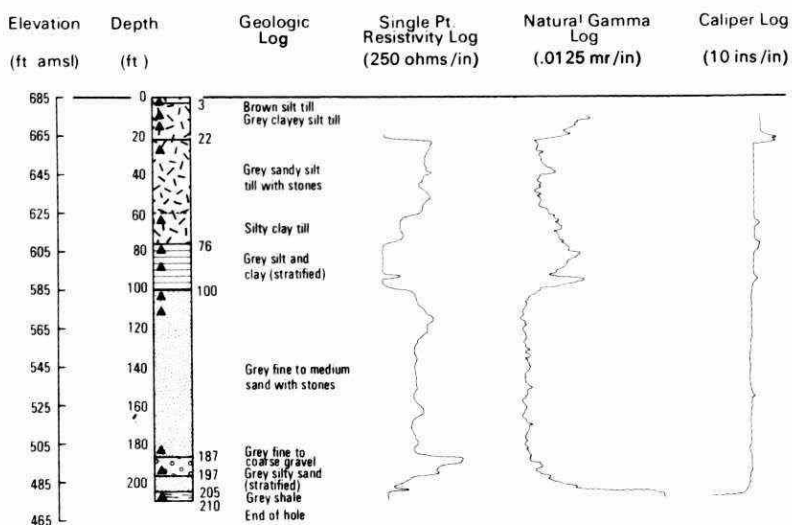 Elevation
(ft amsl)
Depth
(ft)
Geologic
Log
Single Pt.
Resistivity Log
(250 ohms/in)
Natural Gamma
Log
(.0125 mr/in)
Caliper Log
(10 ins/in)
685
665
645
625
605
585
565
545
525
505
485
465
0
20
40
60
80
100
120
140
160
180
200
3
22
76
100
187
197
205
210
Brown silt till
Grey clayey silt till
Grey sandy silt
till with stones
Silty clay till
Grey silt and
clay (stratified)
Grey fine to medium
sand with stones
Grey fine to
coarse gravel
Grey silty sand
(stratified)
Grey shale
End of hole